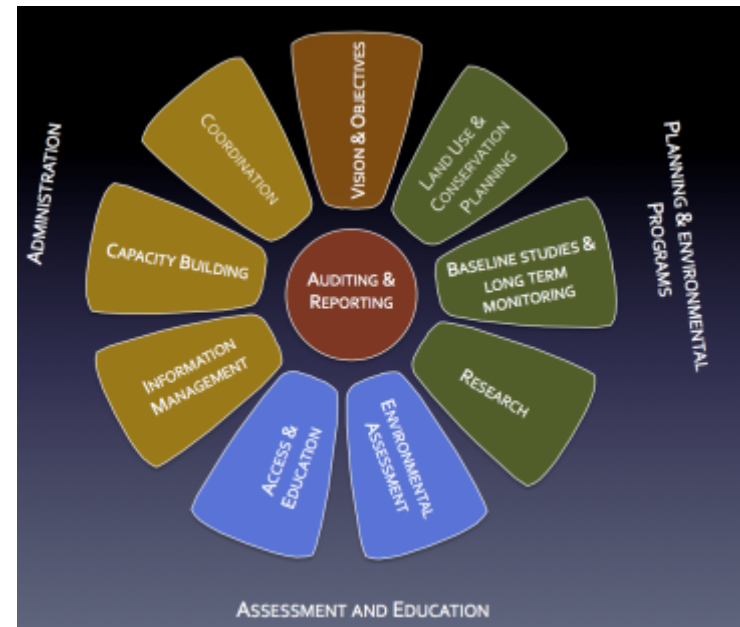 Vision & Objectives
Land Use &
Conservation
Planning
Baseline studies &
long term
monitoring
Research
Environmental
Assessment
Access &
Education
Information
Management
Capacity Building
Coordination
Auditing &
Reporting
Administration
Planning & environmental
Programs
Assessment and Education